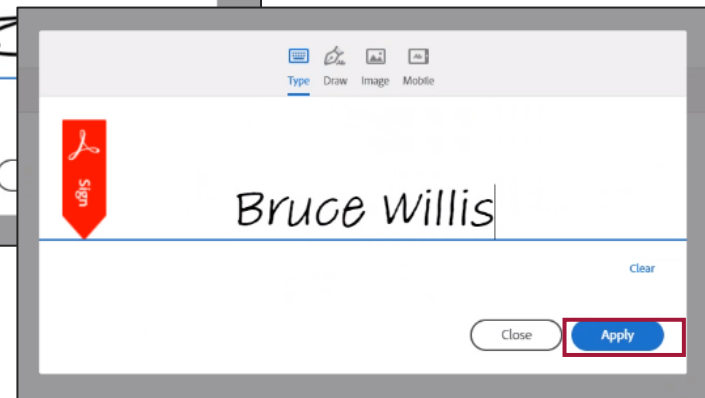 Type Draw Image Mobile
Sign
Bruce Willis
Clear
Close Apply